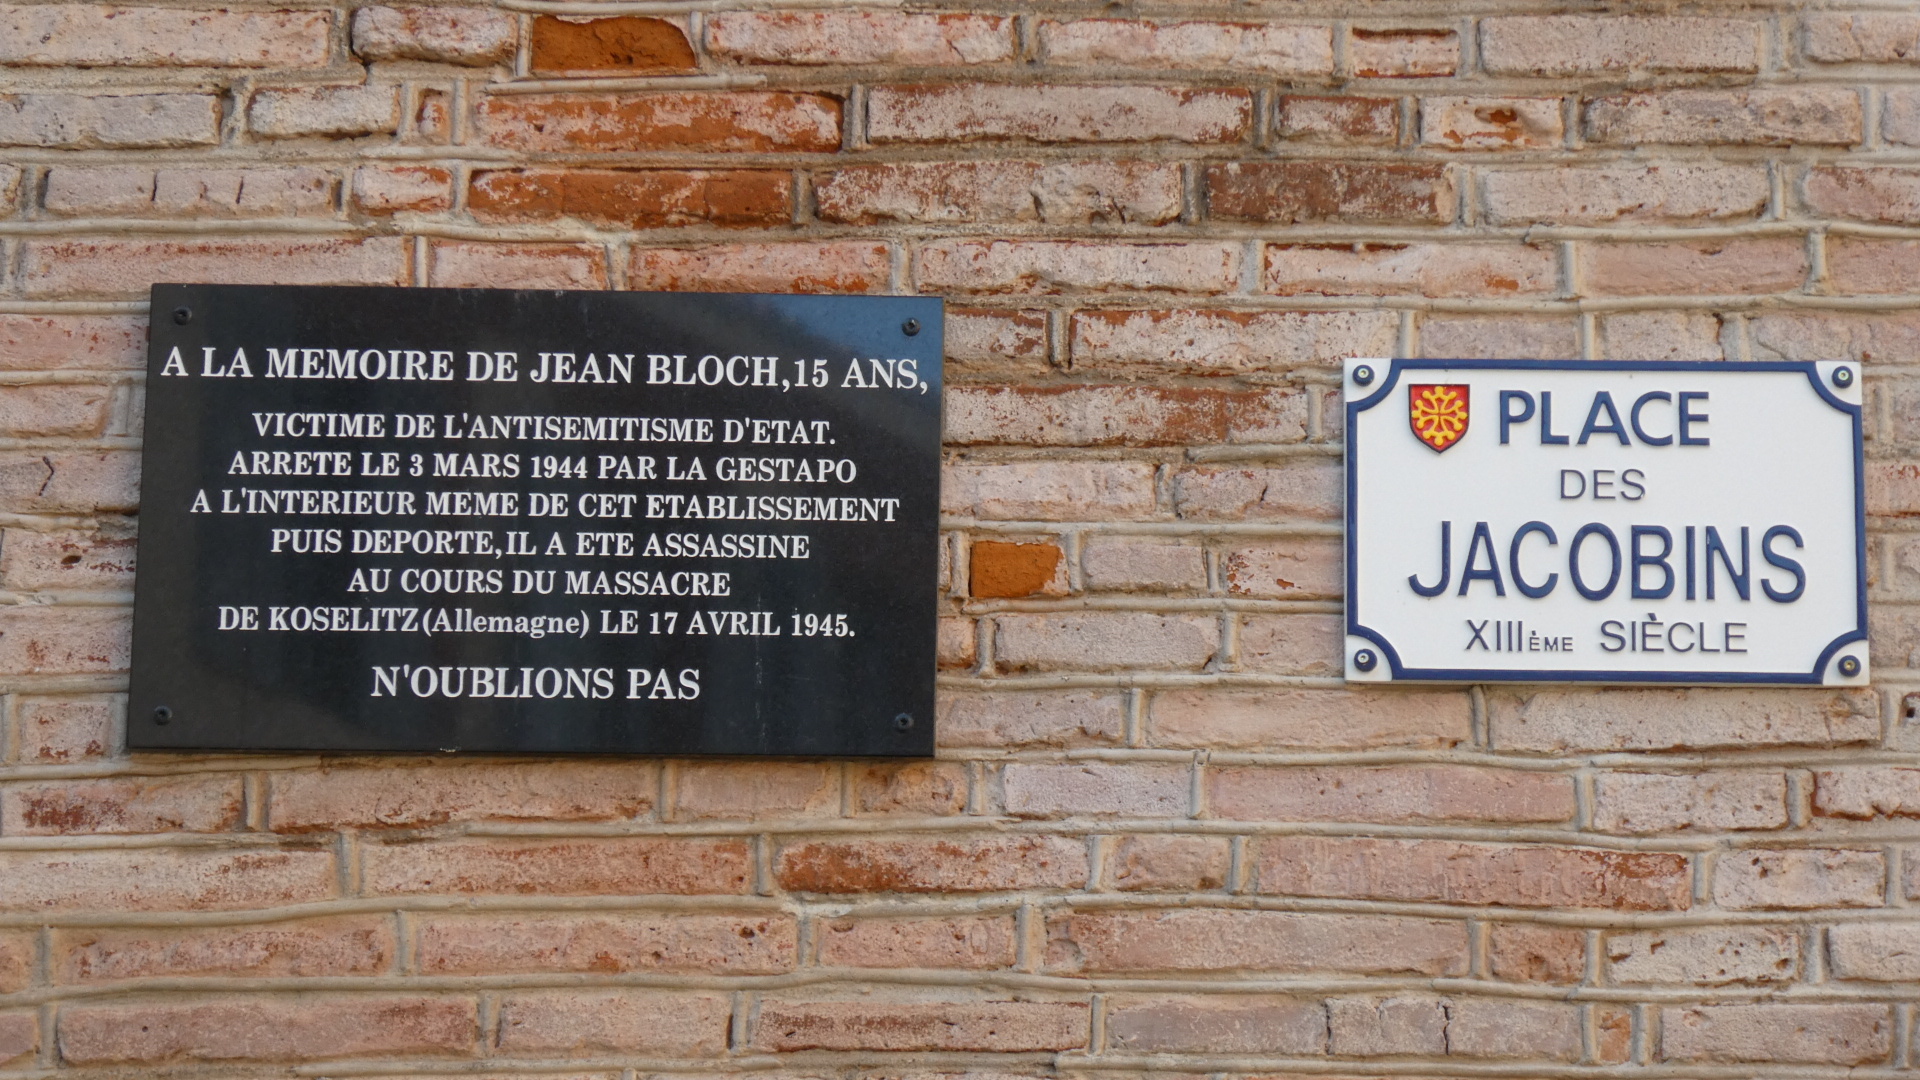 A LA MEMOIRE DE JEAN BLOCH,15 ANS,
VICTIME DE L'ANTISEMITISME D'ETAT.
ARRETE LE 3 MARS 1944 PAR LA GESTAPO
A L'INTERIEUR MEME DE CET ETABLISSEMENT
PUIS DEPORTE,IL A ETE ASSASSINE
AU COURS DU MASSACRE
DE KOSELITZ(Allemagne) LE 17 AVRIL 1945.
N'OUBLIONS PAS
PLACE
DES
JACOBINS
XIIIÈME SIÈCLE